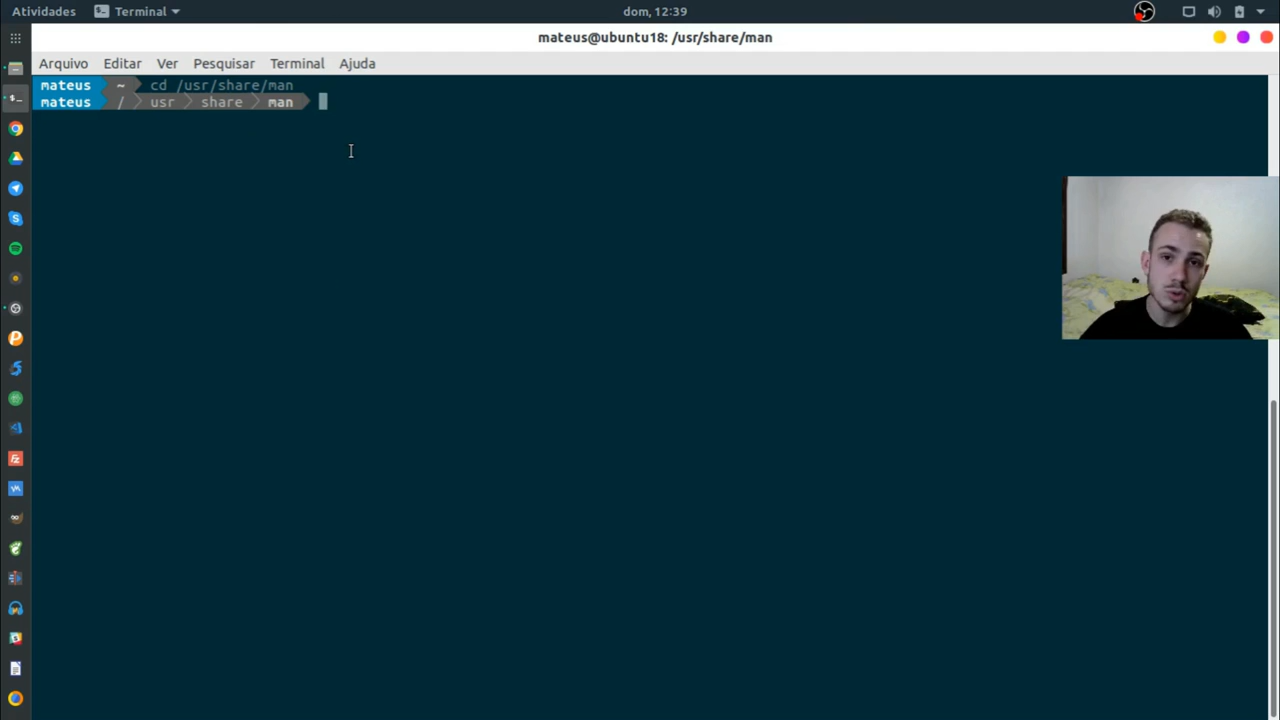 Atividades Terminal dom, 12:39
mateus@ubuntu18: /usr/share/man
Arquivo Editar Ver Pesquisar Terminal Ajuda
mateus ~ cd /usr/share/man
mateus / usr share man